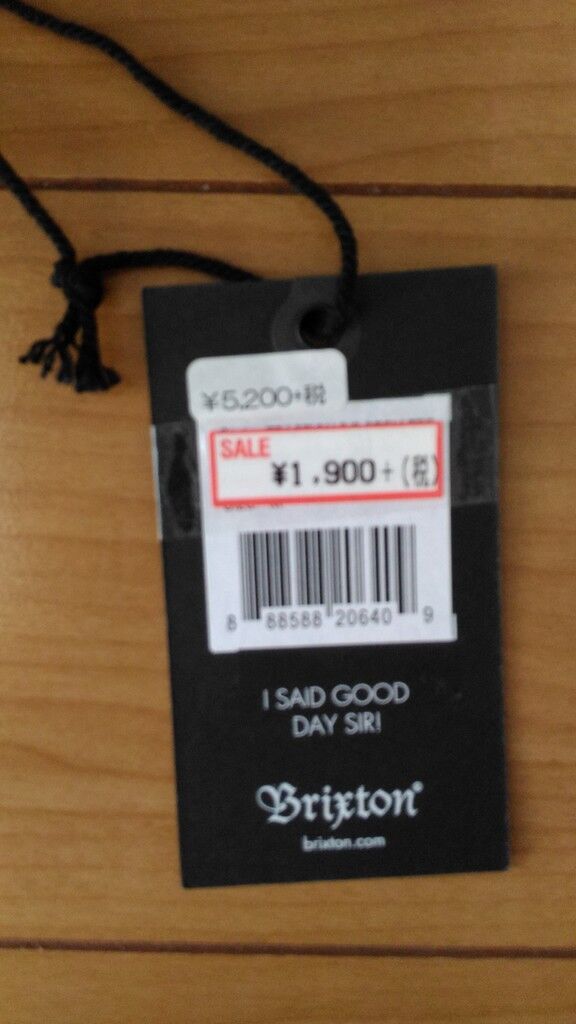 ¥5,200+税
SALE
¥1,900+(税)
8 88588 20640 9
I SAID GOOD
DAY SIR!
Brixton®
brixton.com